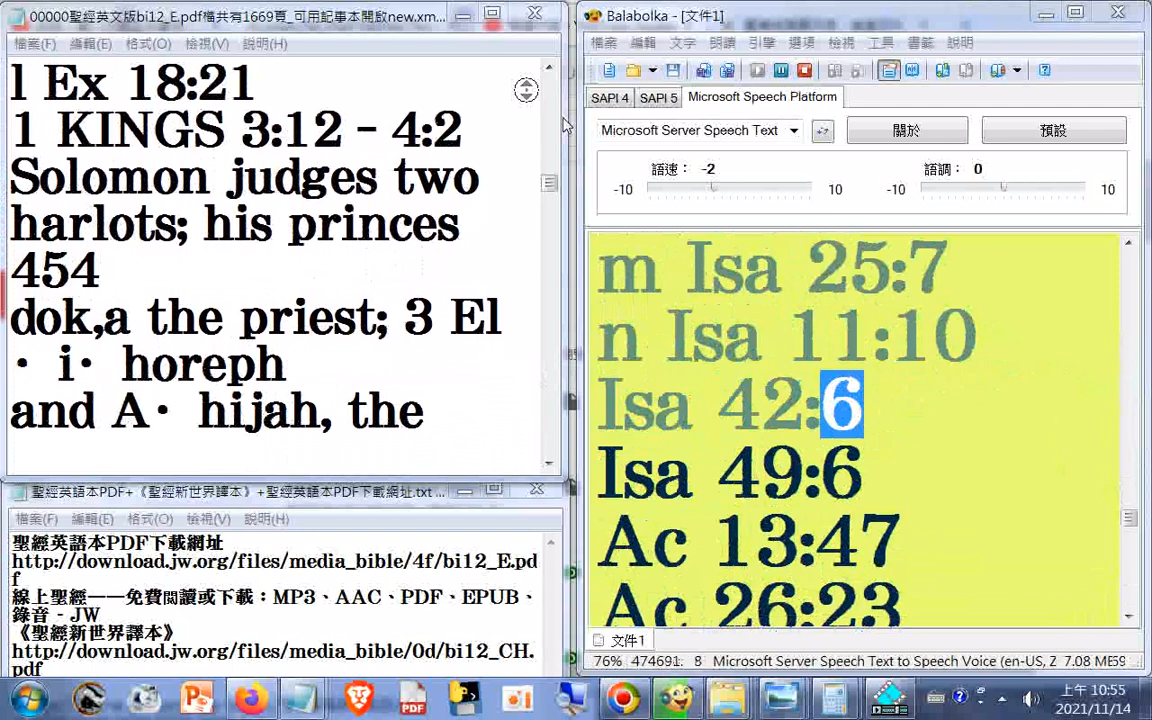 00000聖經英文版bi12_E.pdf檔共有1669頁_可用記事本開啟new.xm...
檔案(F) 編輯(E) 格式(O) 檢視(V) 說明(H)
l Ex 18:21
1 KINGS 3:12 – 4:2
Solomon judges two
harlots; his princes
454
dok,a the priest; 3 El
· i· horeph
and A· hijah, the
聖經英語本PDF+《聖經新世界譯本》+聖經英語本PDF下載網址.txt ...
檔案(F) 編輯(E) 格式(O) 檢視(V) 說明(H)
聖經英語本PDF下載網址
http://download.jw.org/files/media_bible/4f/bi12_E.pd
f
線上聖經——免費閱讀或下載：MP3、AAC、PDF、EPUB、
錄音 - JW
《聖經新世界譯本》
http://download.jw.org/files/media_bible/0d/bi12_CH.
pdf
Balabolka - [文件1]
檔案 編輯 文字 朗讀 引擎 選項 檢視 工具 書籤 說明
SAPI 4 SAPI 5 Microsoft Speech Platform
Microsoft Server Speech Text 關於 預設
語速： -2 語調： 0
-10 10 -10 10
m Isa 25:7
n Isa 11:10
Isa 42:6
Isa 49:6
Ac 13:47
Ac 26:23
文件1
76% 474691: 8 Microsoft Server Speech Text to Speech Voice (en-US, Z 7.08 MB
上午 10:55
2021/11/14